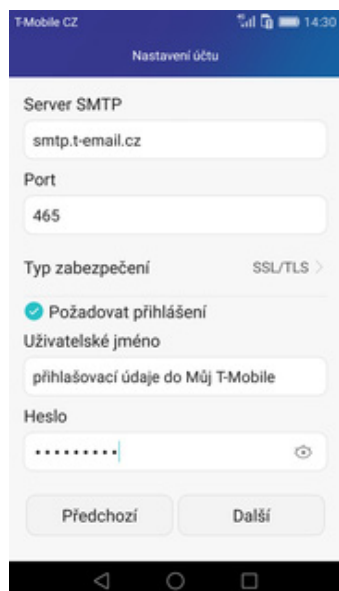 T-Mobile CZ 14:30
Nastavení účtu
Server SMTP
smtp.t-email.cz
Port
465
Typ zabezpečení SSL/TLS
Požadovat přihlášení
Uživatelské jméno
přihlašovací údaje do Můj T-Mobile
Heslo
•••••••••
Předchozí Další